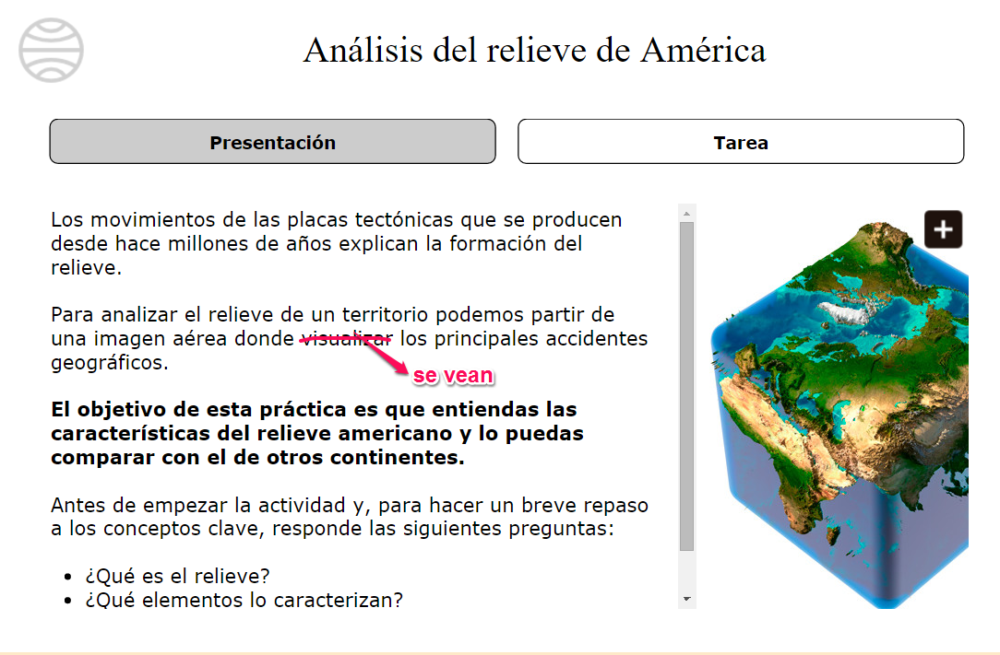 Análisis del relieve de América
Presentación
Tarea
Los movimientos de las placas tectónicas que se producen
desde hace millones de años explican la formación del
relieve.
Para analizar el relieve de un territorio podemos partir de
una imagen aérea donde visualizar los principales accidentes
geográficos.
se vean
El objetivo de esta práctica es que entiendas las
características del relieve americano y lo puedas
comparar con el de otros continentes.
Antes de empezar la actividad y, para hacer un breve repaso
a los conceptos clave, responde las siguientes preguntas:
• ¿Qué es el relieve?
• ¿Qué elementos lo caracterizan?